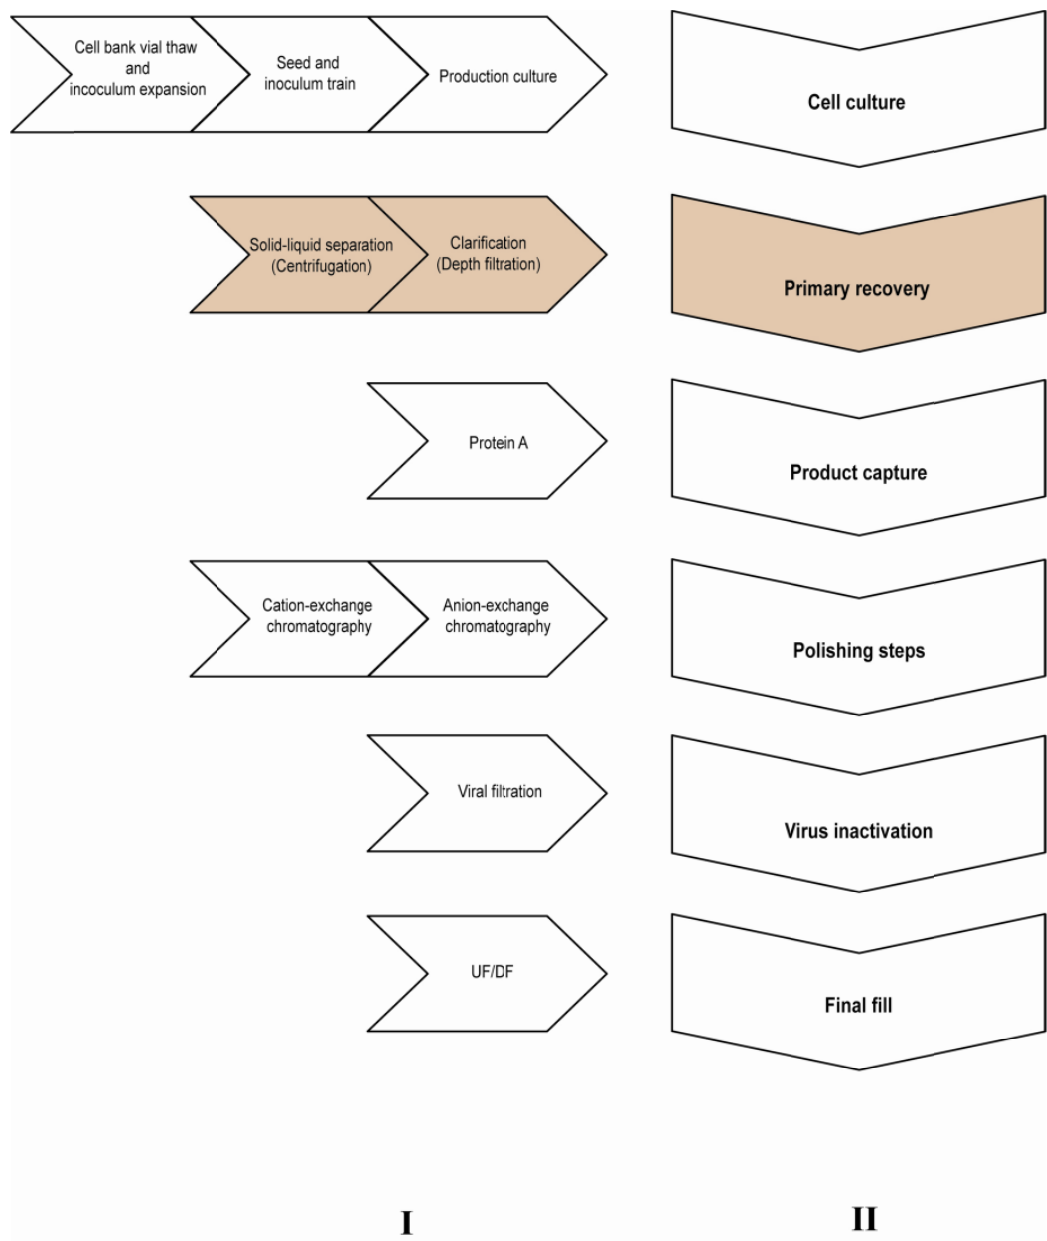 Cell bank vial thaw
and
incoculum expansion
Seed and
inoculum train
Production culture
Cell culture
Solid-liquid separation
(Centrifugation)
Clarification
(Depth filtration)
Primary recovery
Protein A
Product capture
Cation-exchange
chromatography
Anion-exchange
chromatography
Polishing steps
Viral filtration
Virus inactivation
UF/DF
Final fill
I
II